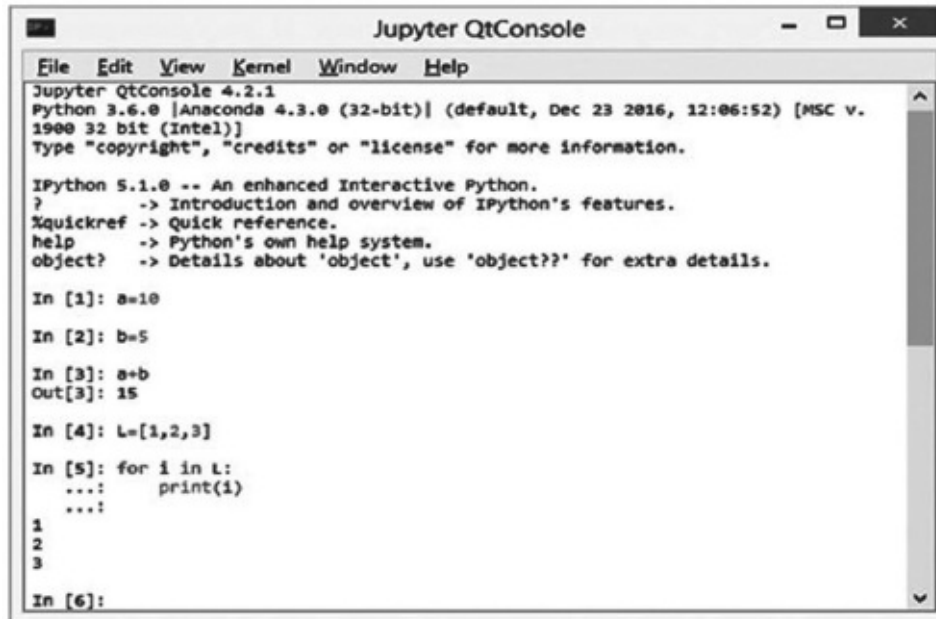 Jupyter QtConsole
File Edit View Kernel Window Help
Jupyter QtConsole 4.2.1
Python 3.6.0 |Anaconda 4.3.0 (32-bit)| (default, Dec 23 2016, 12:06:52) [MSC v.
1900 32 bit (Intel)]
Type "copyright", "credits" or "license" for more information.
IPython 5.1.0 -- An enhanced Interactive Python.
? -> Introduction and overview of IPython's features.
%quickref -> Quick reference.
help -> Python's own help system.
object? -> Details about 'object', use 'object??' for extra details.
In [1]: a=10
In [2]: b=5
In [3]: a+b
Out[3]: 15
In [4]: L=[1,2,3]
In [5]: for i in L:
...: print(i)
...:
1
2
3
In [6]: